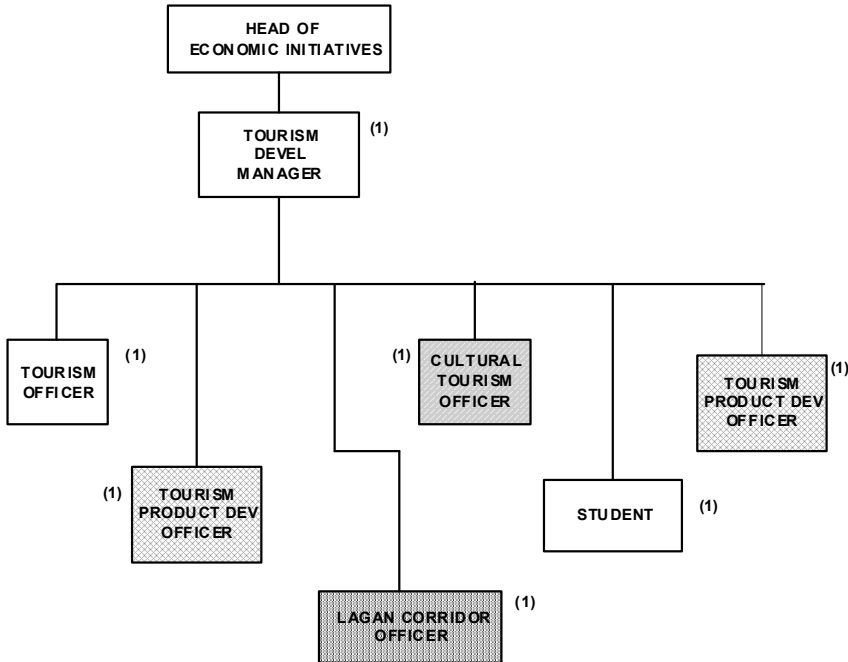 HEAD OF
ECONOMIC INITIATIVES
TOURISM
DEVEL
MANAGER
(1)
TOURISM
OFFICER
(1)
TOURISM
PRODUCT DEV
OFFICER
(1)
LAGAN CORRIDOR
OFFICER
(1)
CULTURAL
TOURISM
OFFICER
(1)
STUDENT
(1)
TOURISM
PRODUCT DEV
OFFICER
(1)